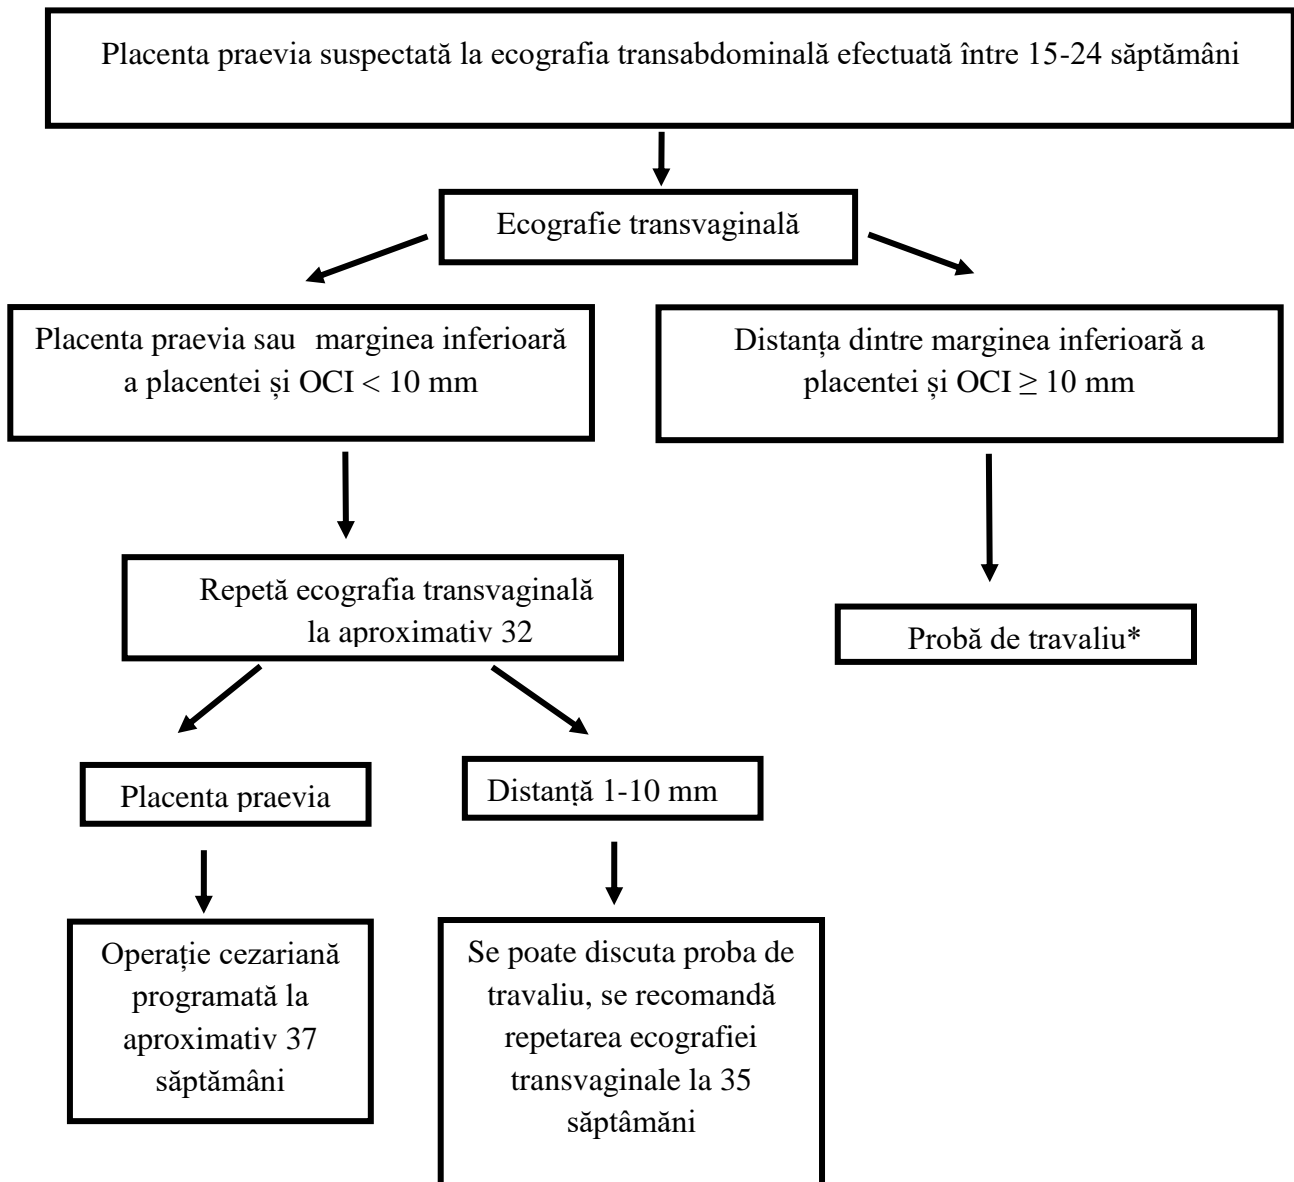 Placenta praevia suspectată la ecografia transabdominală efectuată între 15-24 săptămâni
Ecografie transvaginală
Placenta praevia sau marginea inferioară
a placentei și OCI < 10 mm
Distanța dintre marginea inferioară a
placentei și OCI ≥ 10 mm
Repetă ecografia transvaginală
la aproximativ 32
Probă de travaliu*
Placenta praevia
Distanță 1-10 mm
Operație cezariană
programată la
aproximativ 37
săptămâni
Se poate discuta proba de
travaliu, se recomandă
repetarea ecografiei
transvaginale la 35
săptâmăni